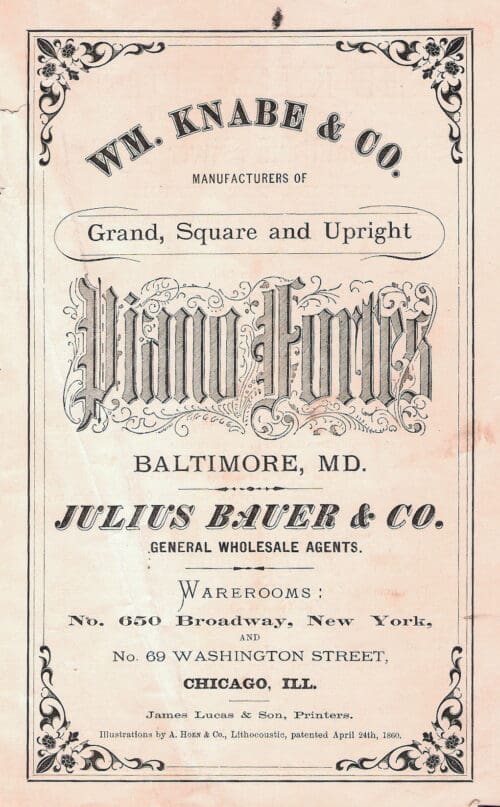 WM. KNABE & CO.
MANUFACTURERS OF
Grand, Square and Upright
Piano Fortes
BALTIMORE, MD.
JULIUS BAUER & CO.
GENERAL WHOLESALE AGENTS.
WAREROOMS:
No. 650 Broadway, New York,
AND
No. 69 WASHINGTON STREET,
CHICAGO, ILL.
James Lucas & Son, Printers.
Illustrations by A. HOEN & Co., Lithocoustic, patented April 24th, 1860.